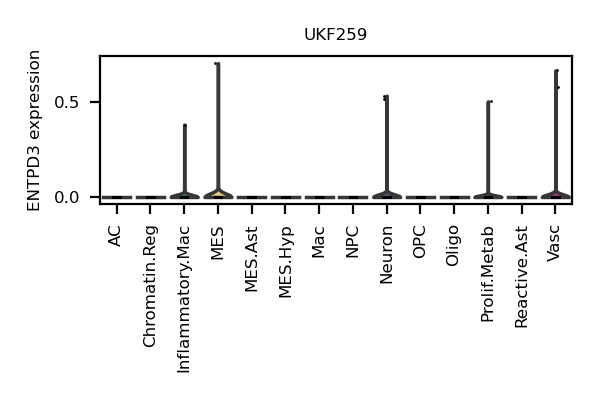 UKF259
ENTPD3 expression
0.5
0.0
AC
Chromatin.Reg
Inflammatory.Mac
MES
MES.Ast
MES.Hyp
Mac
NPC
Neuron
OPC
Oligo
Prolif.Metab
Reactive.Ast
Vasc